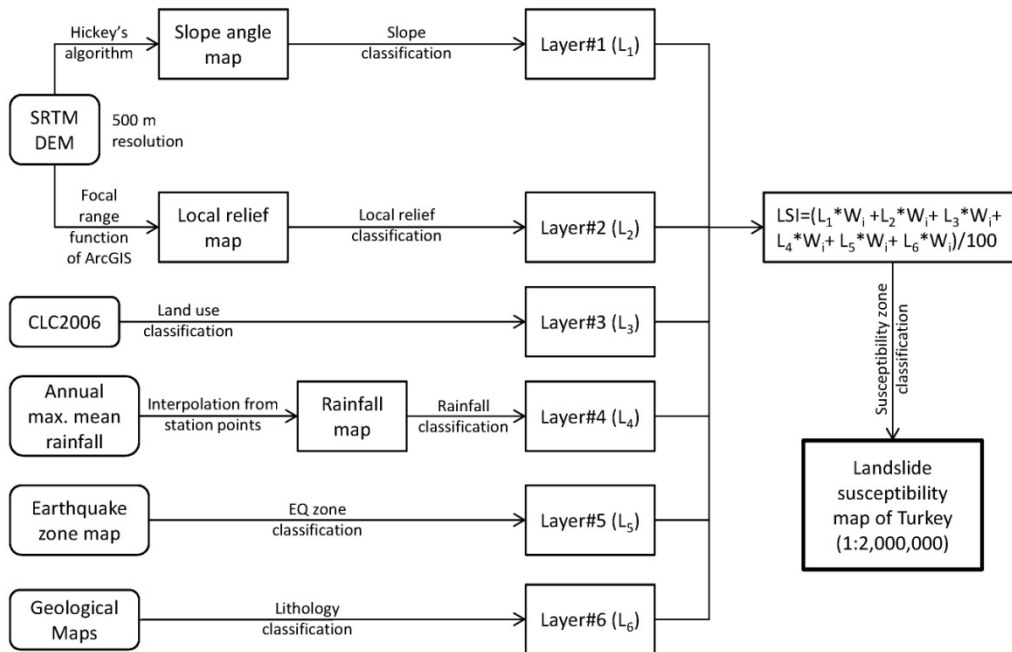 Hickey's
algorithm
Slope angle
map
Slope
classification
Layer#1 (L₁)
SRTM
DEM
500 m
resolution
Focal
range
function
of ArcGIS
Local relief
map
Local relief
classification
Layer#2 (L₂)
LSI=(L₁*Wᵢ +L₂*Wᵢ+ L₃*Wᵢ+
L₄*Wᵢ+ L₅*Wᵢ+ L₆*Wᵢ)/100
CLC2006
Land use
classification
Layer#3 (L₃)
Susceptibility zone
classification
Annual
max. mean
rainfall
Interpolation from
station points
Rainfall
map
Rainfall
classification
Layer#4 (L₄)
Landslide
susceptibility
map of Turkey
(1:2,000,000)
Earthquake
zone map
EQ zone
classification
Layer#5 (L₅)
Geological
Maps
Lithology
classification
Layer#6 (L₆)